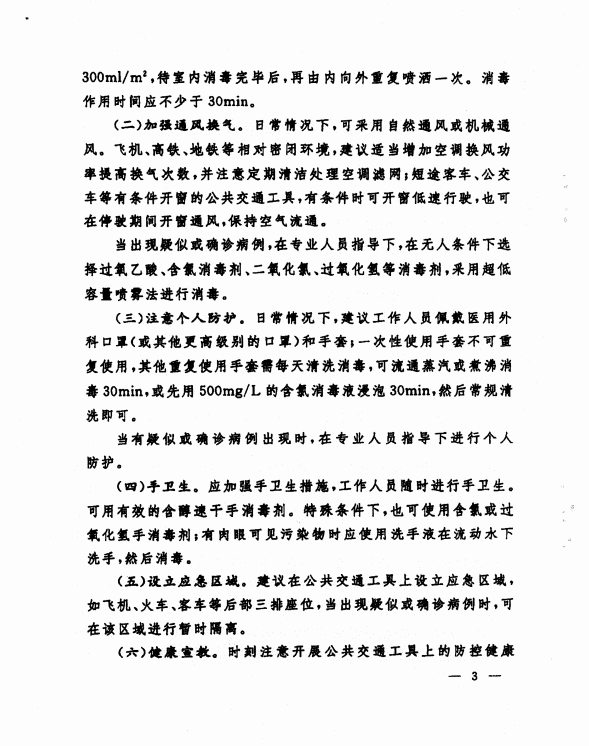 300ml/m²,待室内消毒完毕后,再由内向外重复喷洒一次。消毒
作用时间应不少于 30min。
(二)加强通风换气。日常情况下,可采用自然通风或机械通
风。飞机、高铁、地铁等相对密闭环境,建议适当增加空调换风功
率提高换气次数,并注意定期清洁处理空调滤网;短途客车、公交
车等有条件开窗的公共交通工具,有条件时可开窗低速行驶,也可
在停驶期间开窗通风,保持空气流通。
当出现疑似或确诊病例,在专业人员指导下,在无人条件下选
择过氧乙酸、含氯消毒剂、二氧化氯、过氧化氢等消毒剂,采用超低
容量喷雾法进行消毒。
(三)注意个人防护。日常情况下,建议工作人员佩戴医用外
科口罩(或其他更高级别的口罩)和手套;一次性使用手套不可重
复使用,其他重复使用手套需每天清洗消毒,可流通蒸汽或煮沸消
毒 30min,或先用 500mg/L 的含氯消毒液浸泡 30min,然后常规清
洗即可。
当有疑似或确诊病例出现时,在专业人员指导下进行个人
防护。
(四)手卫生。应加强手卫生措施,工作人员随时进行手卫生。
可用有效的含醇速干手消毒剂。特殊条件下,也可使用含氯或过
氧化氢手消毒剂;有肉眼可见污染物时应使用洗手液在流动水下
洗手,然后消毒。
(五)设立应急区域。建议在公共交通工具上设立应急区域,
如飞机、火车、客车等后部三排座位,当出现疑似或确诊病例时,可
在该区域进行暂时隔离。
(六)健康宣教。时刻注意开展公共交通工具上的防控健康
— 3 —